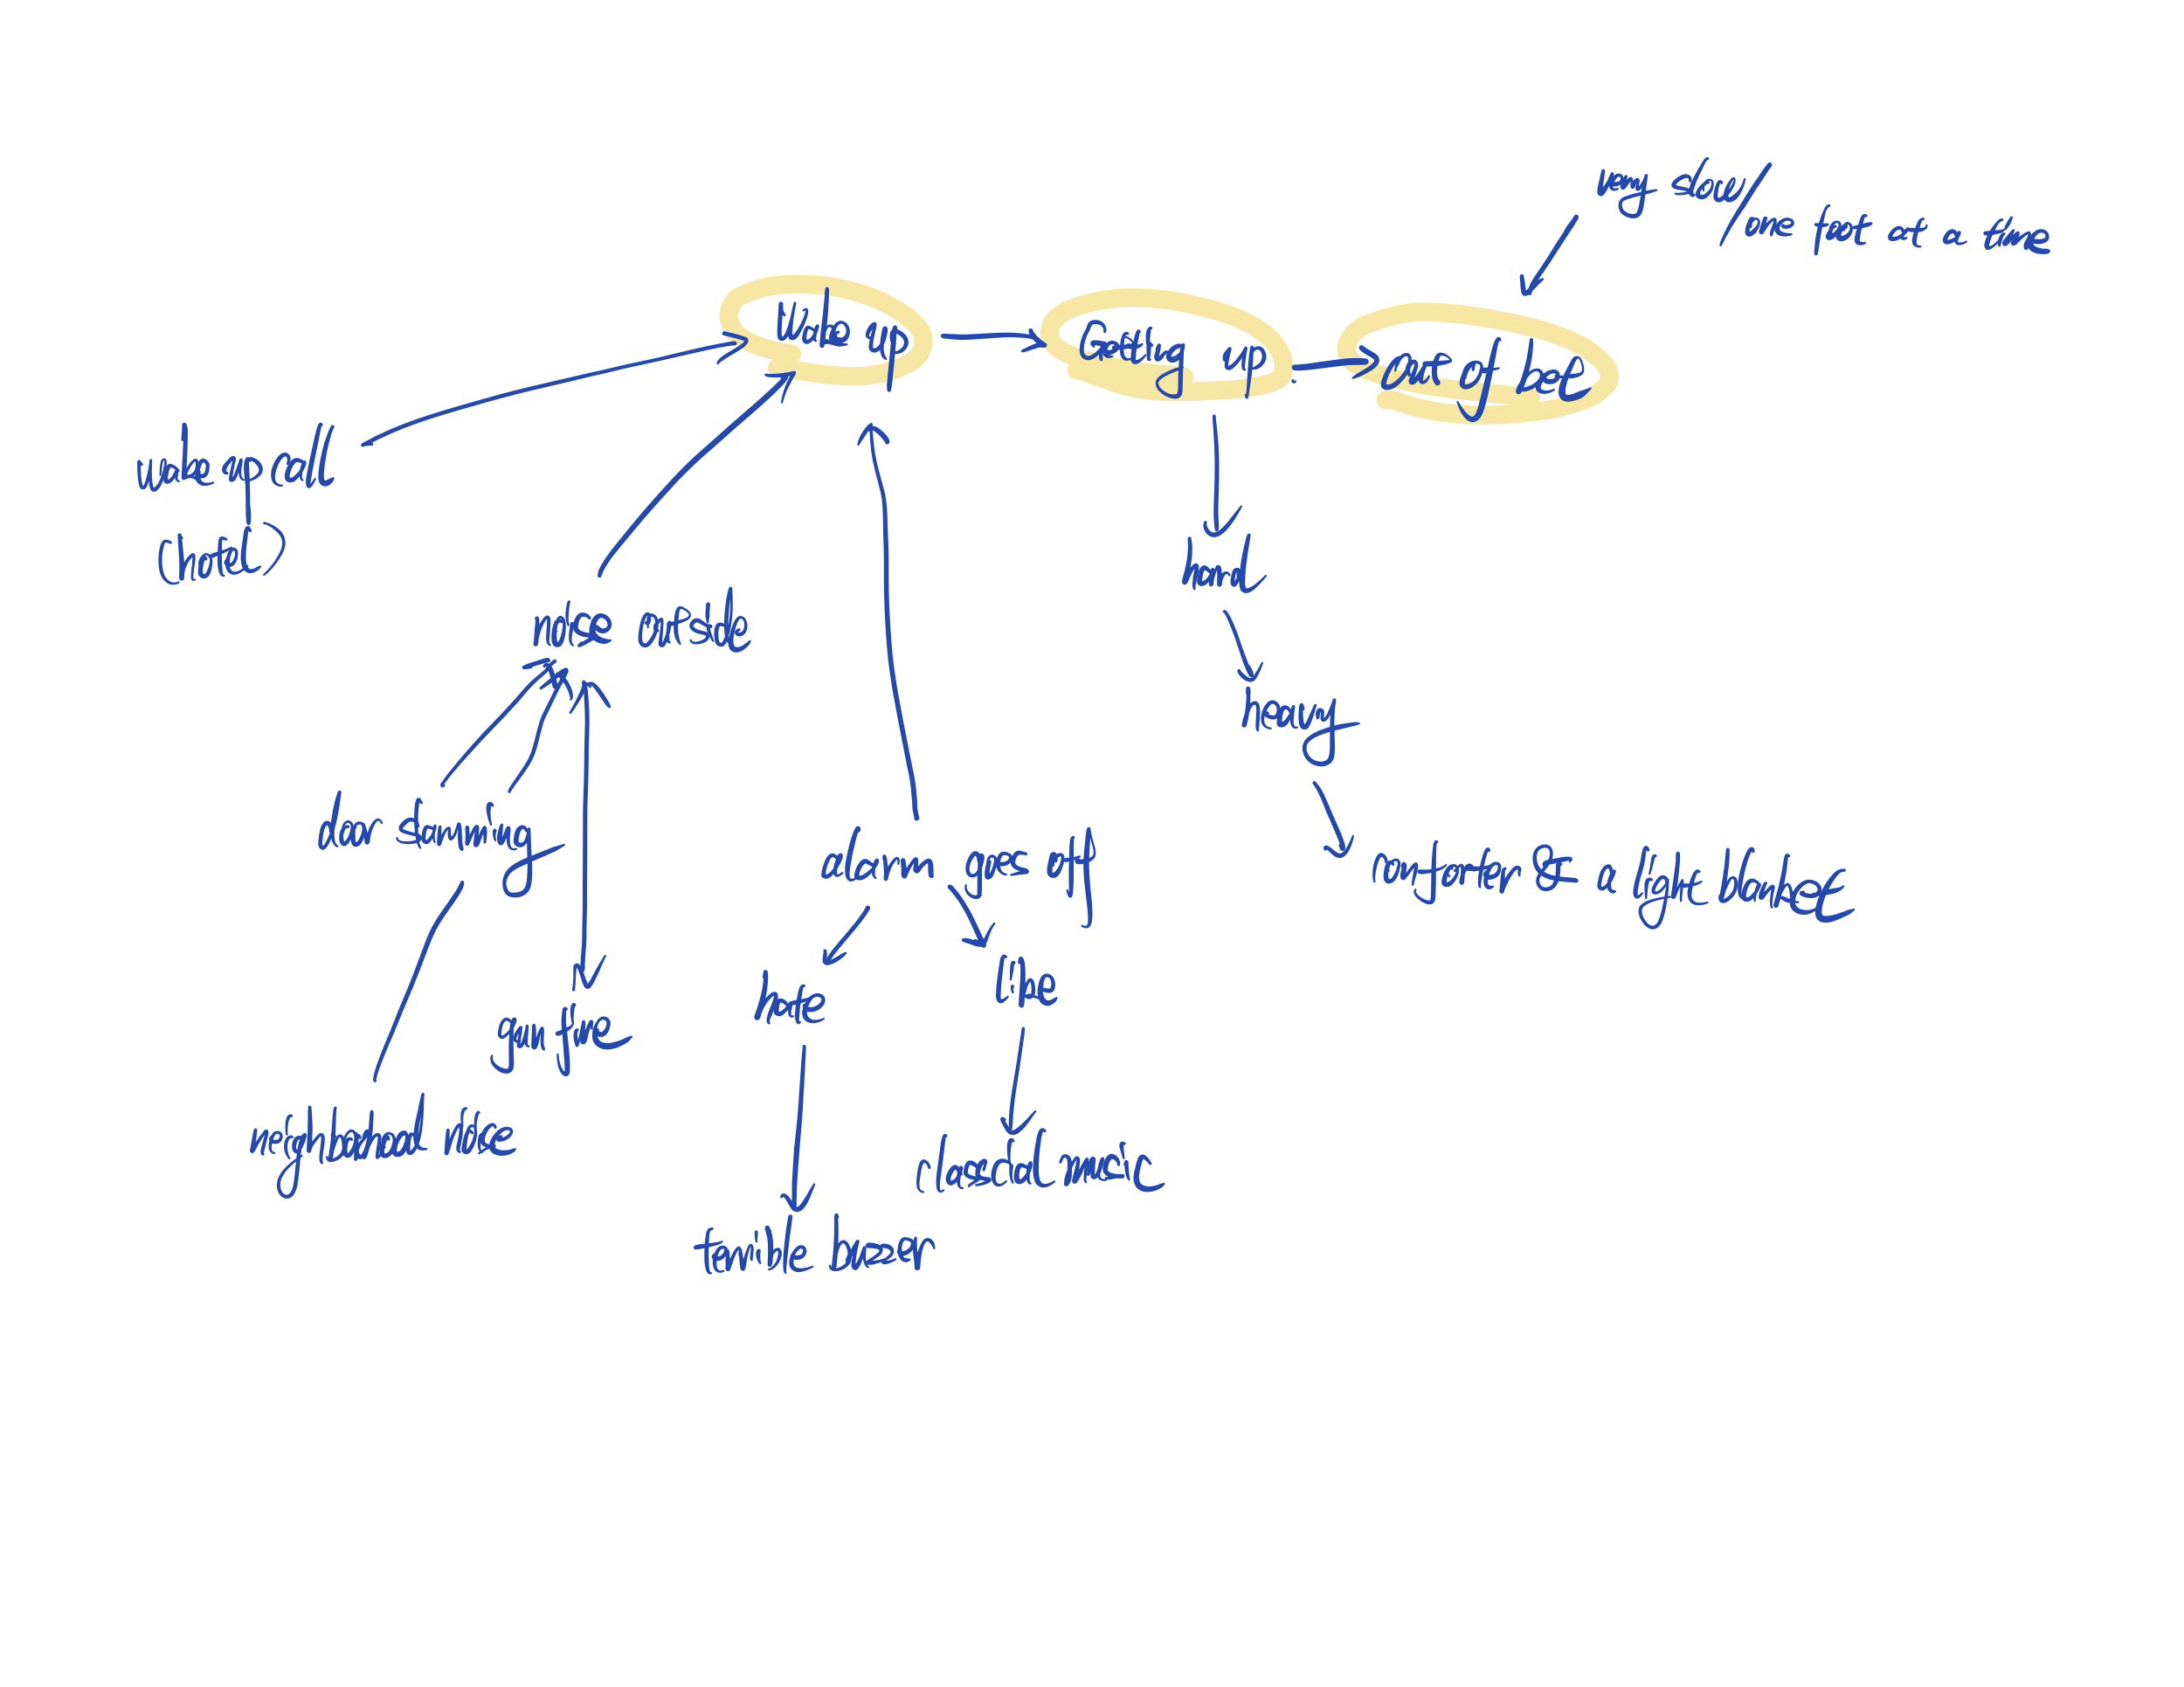 very slow/
one foot at a time
Wake up
Getting up
out of bed
wake up call
(hotel)
hand
noise outside
heavy
door slamming
alarm goes off
comforter & a light blanket
hate
like
gun fire
neighborhood noise
classical music
terrible buzzer